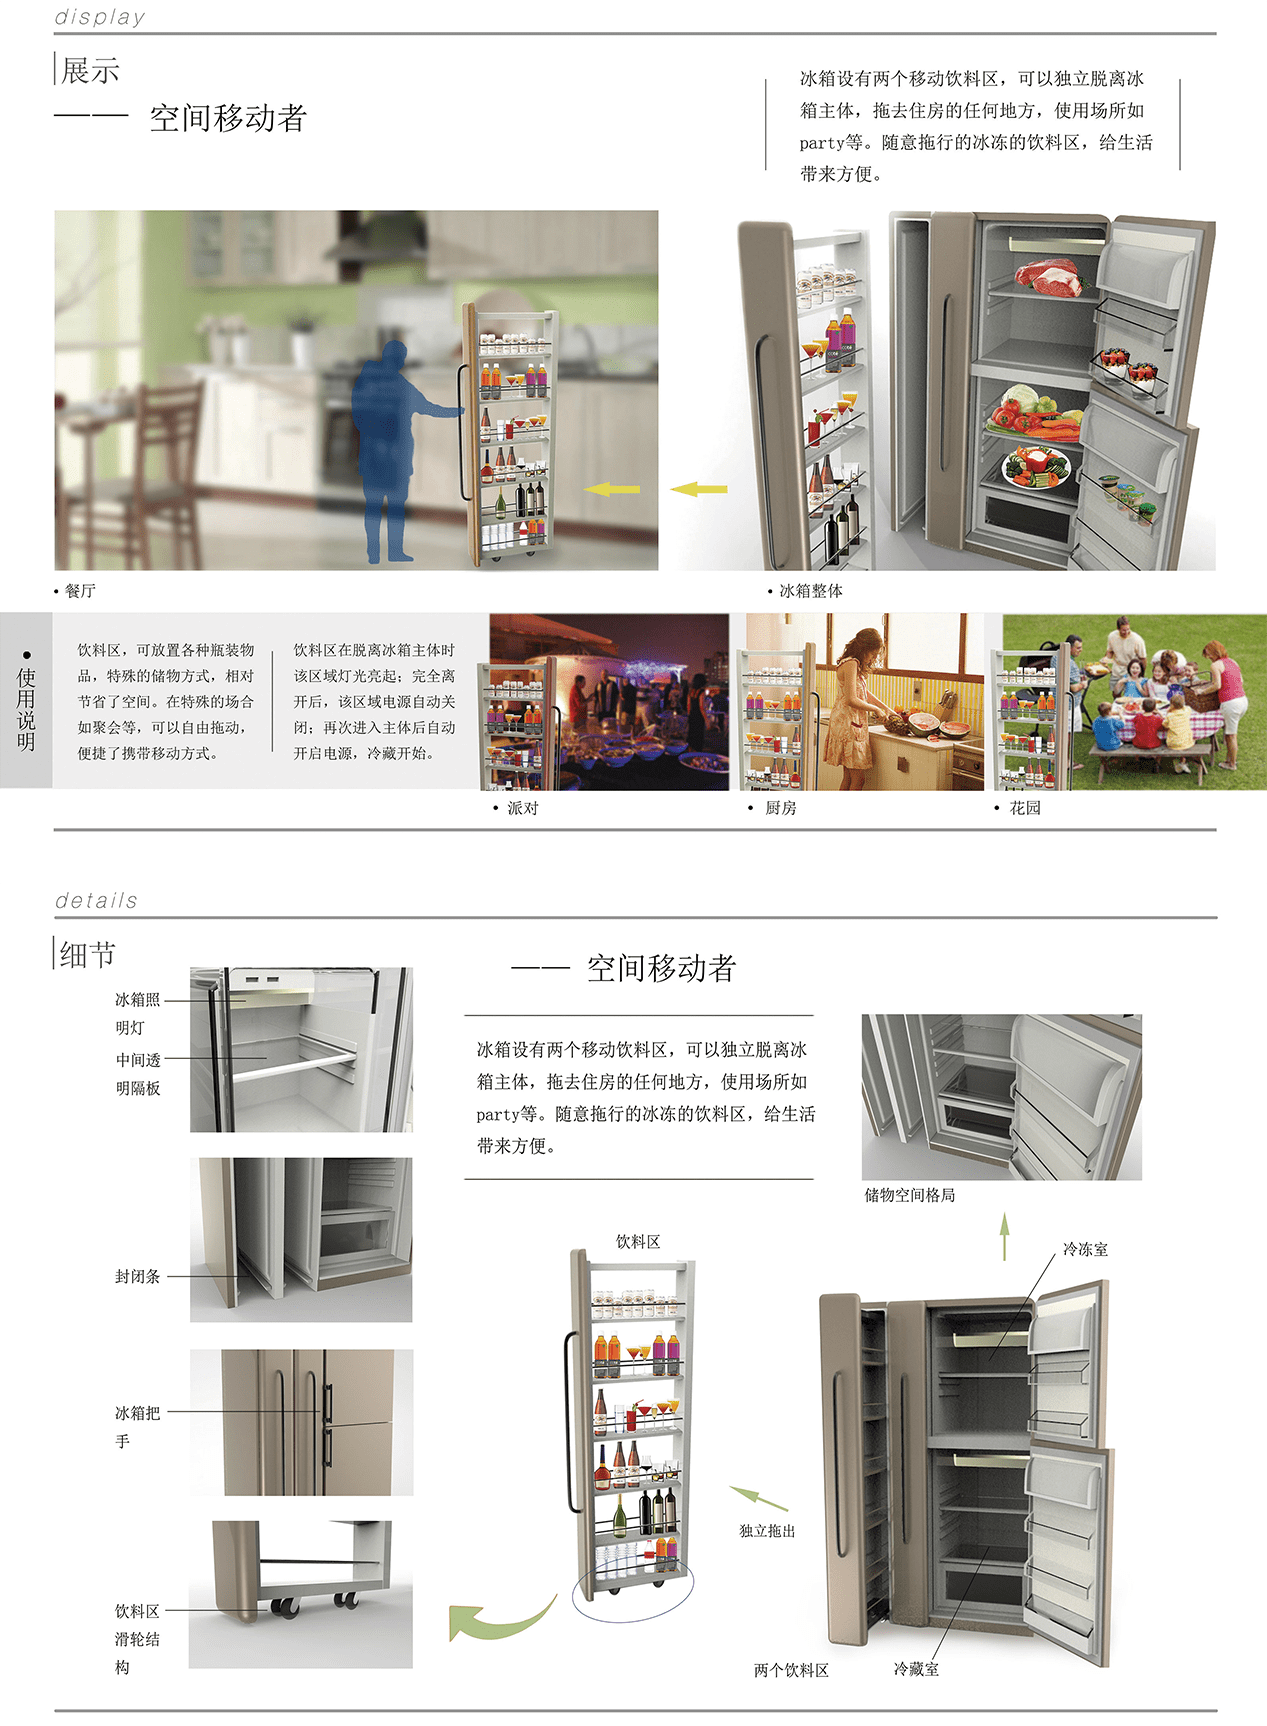 display
展示
—— 空间移动者
冰箱设有两个移动饮料区，可以独立脱离冰
箱主体，拖去住房的任何地方，使用场所如
party等。随意拖行的冰冻的饮料区，给生活
带来方便。
• 餐厅
• 冰箱整体
• 使用说明
饮料区，可放置各种瓶装物
品，特殊的储物方式，相对
节省了空间。在特殊的场合
如聚会等，可以自由拖动，
便捷了携带移动方式。
饮料区在脱离冰箱主体时
该区域灯光亮起；完全离
开后，该区域电源自动关
闭；再次进入主体后自动
开启电源，冷藏开始。
• 派对
• 厨房
• 花园
details
细节
—— 空间移动者
冰箱照
明灯
中间透
明隔板
冰箱设有两个移动饮料区，可以独立脱离冰
箱主体，拖去住房的任何地方，使用场所如
party等。随意拖行的冰冻的饮料区，给生活
带来方便。
储物空间格局
封闭条
饮料区
冷冻室
冰箱把
手
独立拖出
饮料区
滑轮结
构
两个饮料区
冷藏室